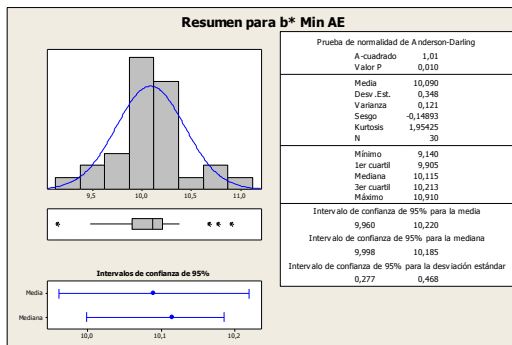 Resumen para b* Min AE
9,5 10,0 10,5 11,0
Intervalos de confianza de 95%
Media
Mediana
10,0 10,1 10,2
Prueba de normalidad de Anderson-Darling
A-cuadrado 1,01
Valor P 0,010
Media 10,090
Desv.Est. 0,348
Varianza 0,121
Sesgo -0,14893
Kurtosis 1,95425
N 30
Mínimo 9,140
1er cuartil 9,905
Mediana 10,115
3er cuartil 10,213
Máximo 10,910
Intervalo de confianza de 95% para la media
9,960 10,220
Intervalo de confianza de 95% para la mediana
9,998 10,185
Intervalo de confianza de 95% para la desviación estándar
0,277 0,468